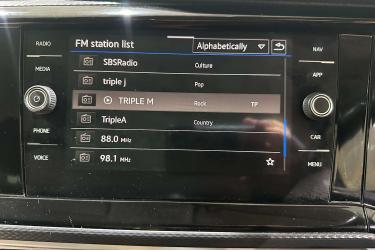 RADIO
MEDIA
PHONE
VOICE
FM station list
Alphabetically
SBSRadio Culture
triple j Pop
TRIPLE M Rock TP
TripleA Country
88.0 MHz
98.1 MHz
NAV
APP
CAR
MENU